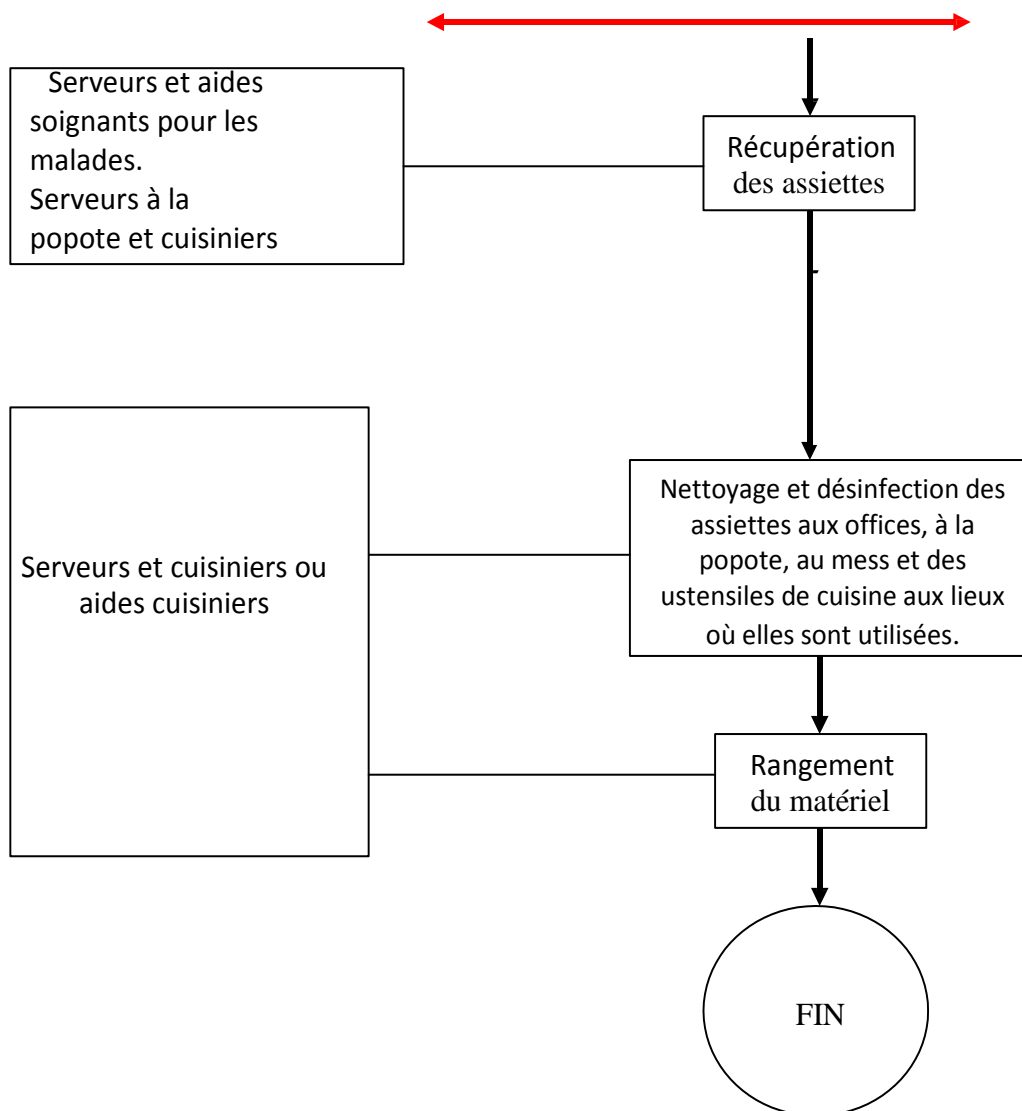 Serveurs et aides
soignants pour les
malades.
Serveurs à la
popote et cuisiniers
Récupération
des assiettes
Serveurs et cuisiniers ou
aides cuisiniers
Nettoyage et désinfection des
assiettes aux offices, à la
popote, au mess et des
ustensiles de cuisine aux lieux
où elles sont utilisées.
Rangement
du matériel
FIN